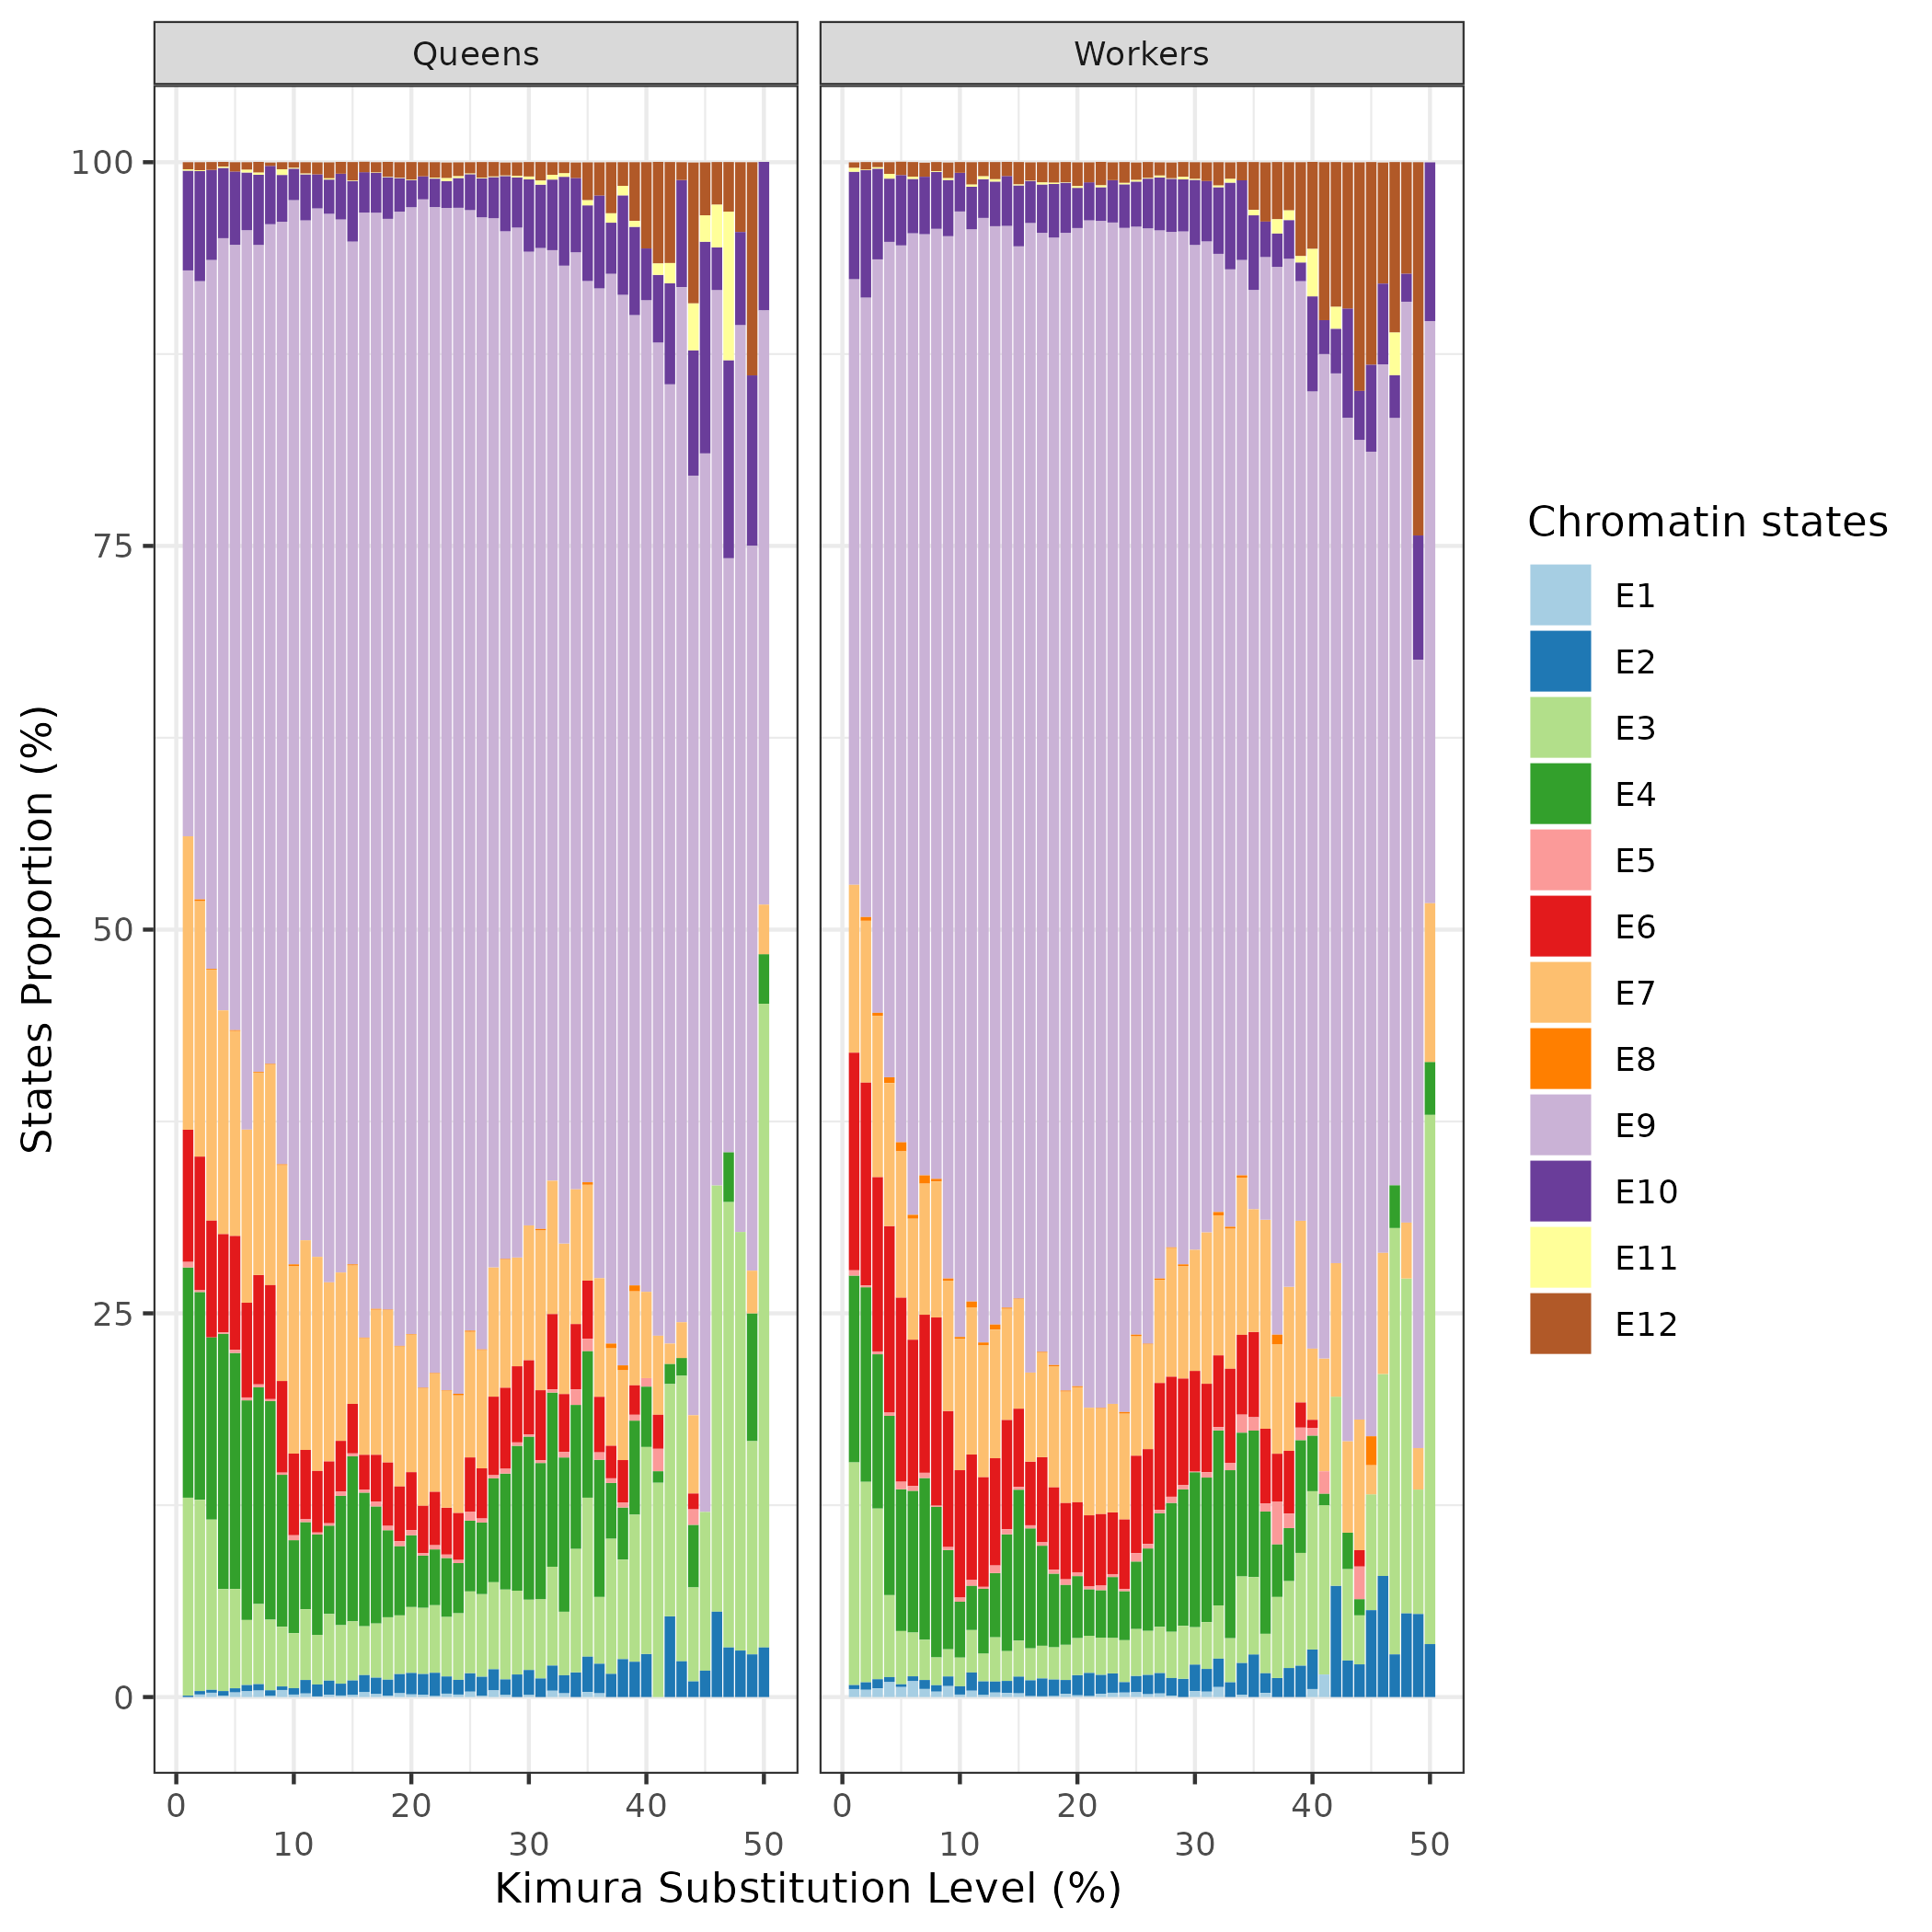 Queens
Workers
States Proportion (%)
100
75
50
25
0
0
10
20
30
40
50
0
10
20
30
40
50
Kimura Substitution Level (%)
Chromatin states
E1
E2
E3
E4
E5
E6
E7
E8
E9
E10
E11
E12